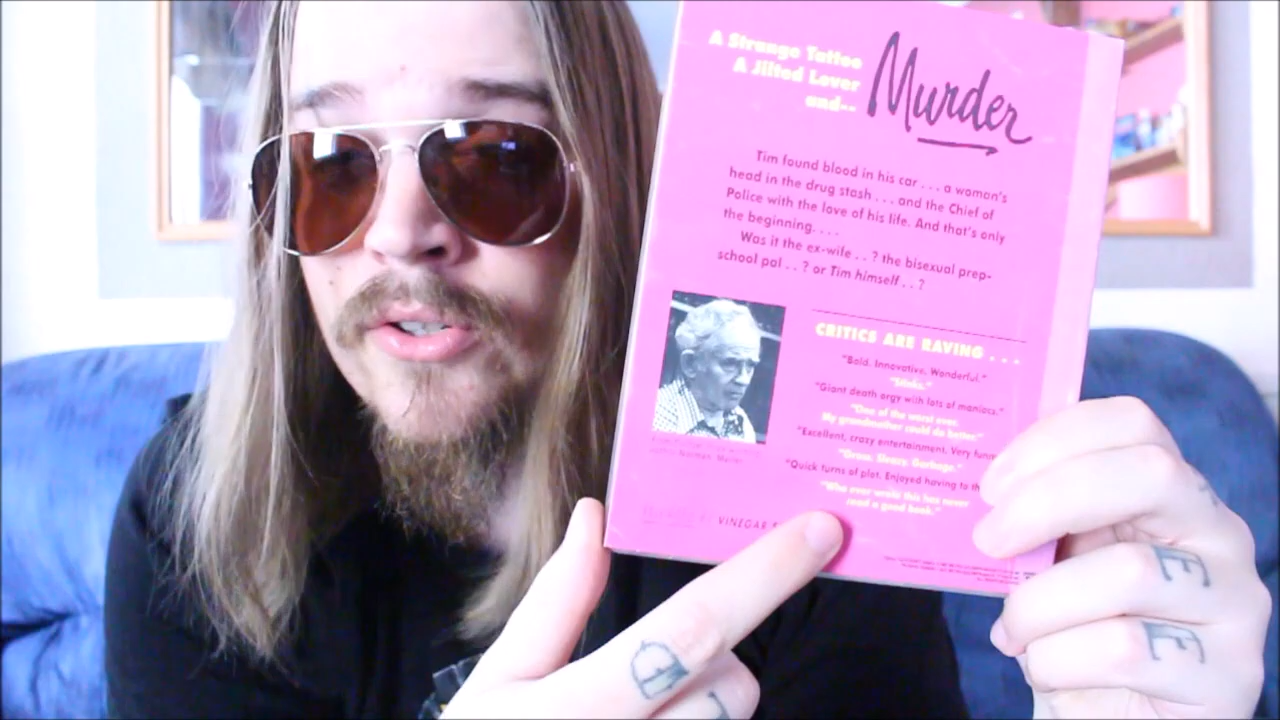 A Strange Tattoo
A Jilted Lover
and--
Murder
Tim found blood in his car . . . a woman's
head in the drug stash . . . and the Chief of
Police with the love of his life. And that's only
the beginning. . . .
Was it the ex-wife . . ? the bisexual prep-
school pal . . ? or Tim himself . . ?
CRITICS ARE RAVING . . .
"Bold. Innovative. Wonderful."
"Stinks."
"Giant death orgy with lots of maniacs."
"One of the worst ever.
My grandmother could do better."
"Excellent, crazy entertainment. Very funn
"Gross. Sleazy. Garbage."
"Quick turns of plot. Enjoyed having to th
"Who ever wrote this has never
read a good book."
Norman
VINEGAR
E
E